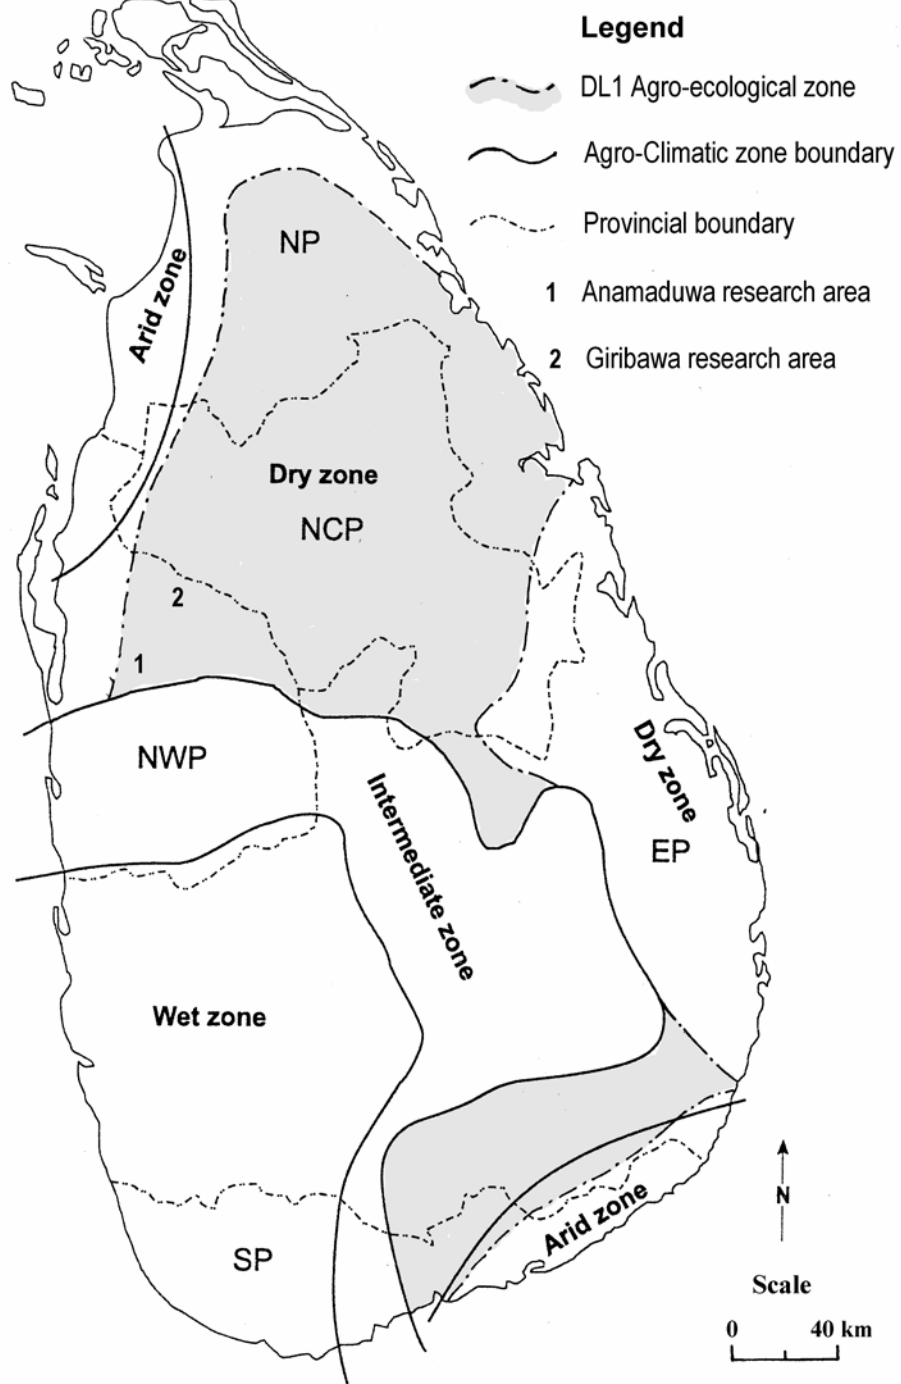 Legend
DL1 Agro-ecological zone
Agro-Climatic zone boundary
Provincial boundary
1 Anamaduwa research area
2 Giribawa research area
NP
Arid zone
Dry zone
NCP
2
1
NWP
Dry zone
EP
Intermediate zone
Wet zone
N
Arid zone
SP
Scale
0 40 km